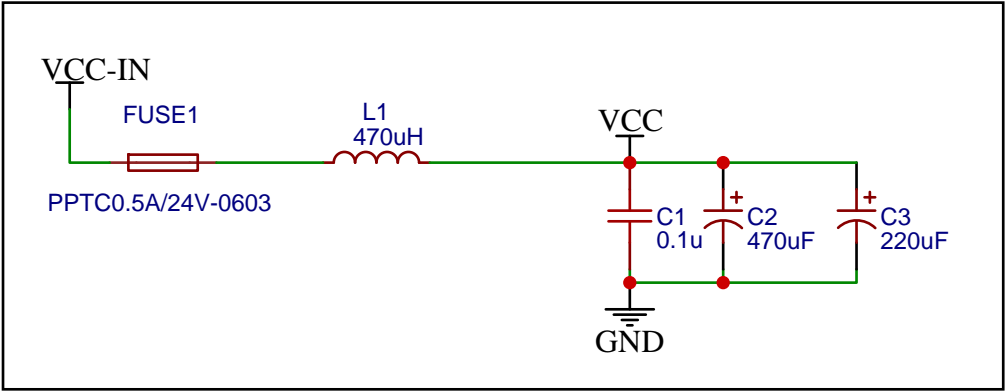 VCC-IN
FUSE1
PPTC0.5A/24V-0603
L1
470uH
VCC
C1
0.1u
+
C2
470uF
+
C3
220uF
GND